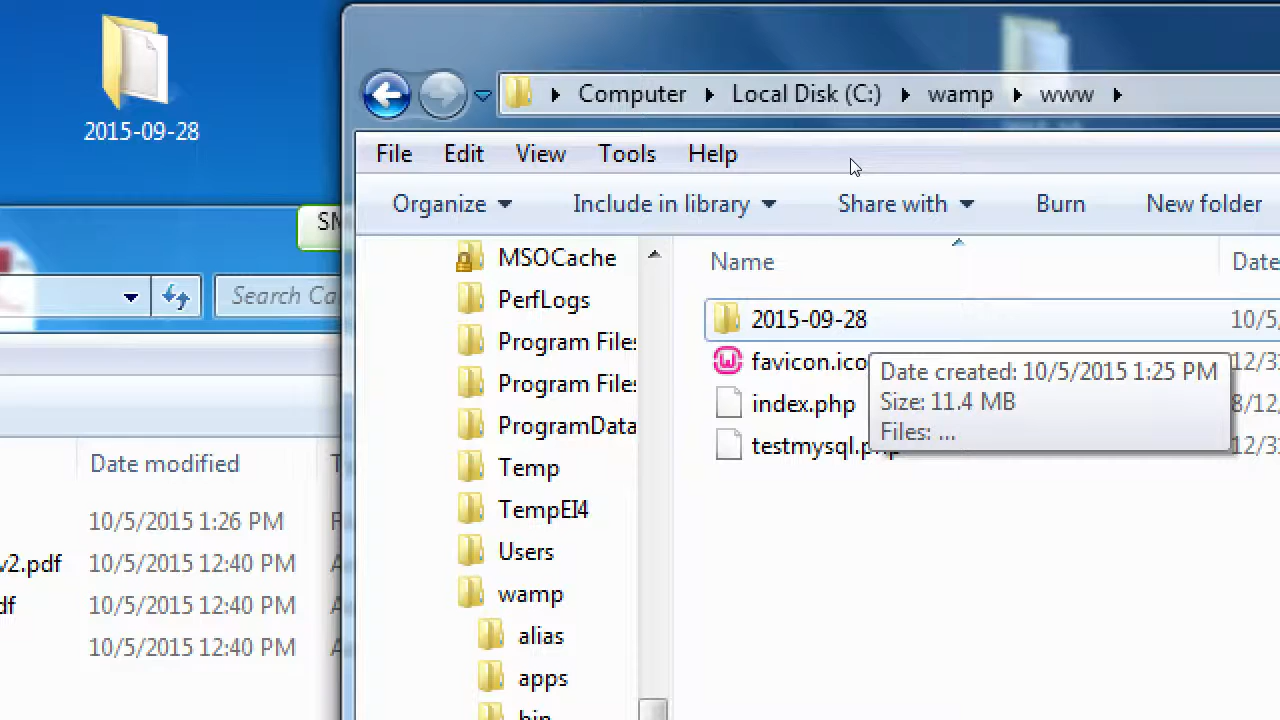 2015-09-28
Computer
Local Disk (C:)
wamp
www
File
Edit
View
Tools
Help
Organize
Include in library
Share with
Burn
New folder
Search Ca
Date modified
10/5/2015 1:26 PM
v2.pdf
10/5/2015 12:40 PM
df
10/5/2015 12:40 PM
10/5/2015 12:40 PM
MSOCache
PerfLogs
Program Files
Program Files
ProgramData
Temp
TempEI4
Users
wamp
alias
apps
bin
Name
Date
2015-09-28
10/5/
favicon.ico
12/3
index.php
8/12,
testmysql.php
12/3
Date created: 10/5/2015 1:25 PM
Size: 11.4 MB
Files: ...